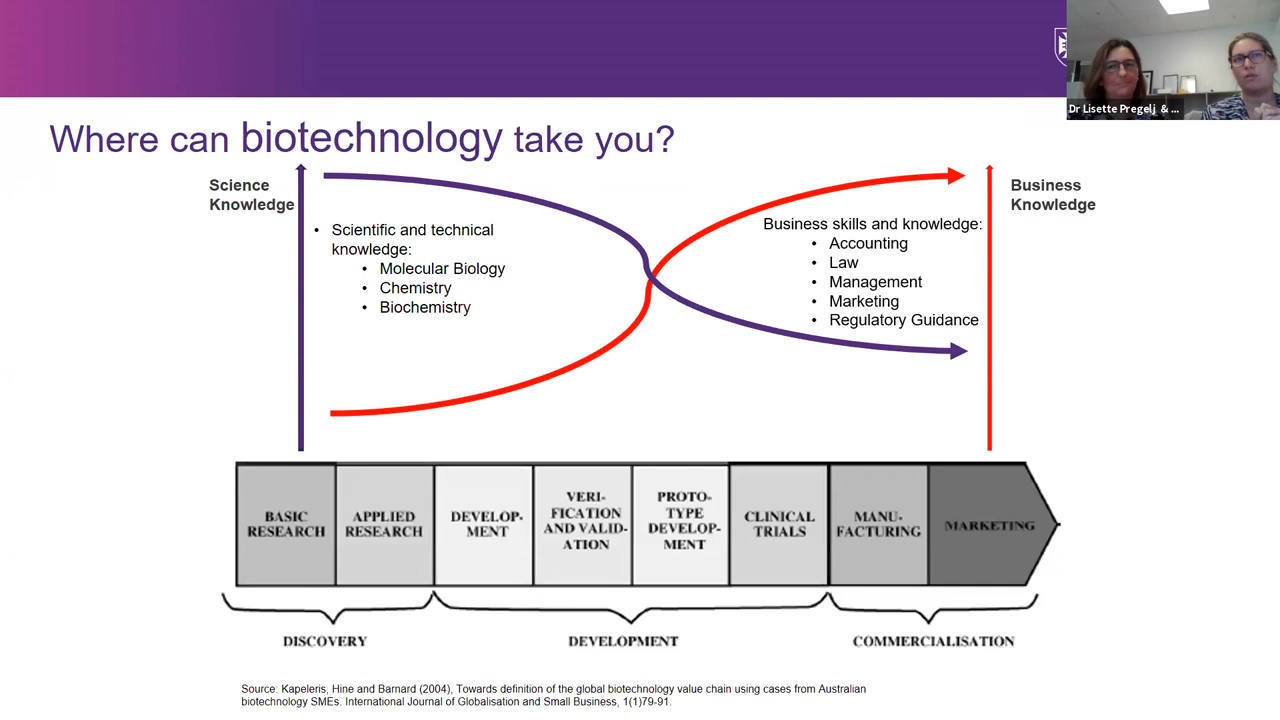 Dr Lisette Pregelj & ...
Where can biotechnology take you?
Science
Knowledge
Business
Knowledge
• Scientific and technical
knowledge:
• Molecular Biology
• Chemistry
• Biochemistry
Business skills and knowledge:
• Accounting
• Law
• Management
• Marketing
• Regulatory Guidance
BASIC
RESEARCH
APPLIED
RESEARCH
DEVELOP-
MENT
VERI-
FICATION
AND VALID-
ATION
PROTO-
TYPE
DEVELOP-
MENT
CLINICAL
TRIALS
MANU-
FACTURING
MARKETING
DISCOVERY
DEVELOPMENT
COMMERCIALISATION
Source: Kapeleris, Hine and Barnard (2004), Towards definition of the global biotechnology value chain using cases from Australian
biotechnology SMEs. International Journal of Globalisation and Small Business, 1(1)79-91.